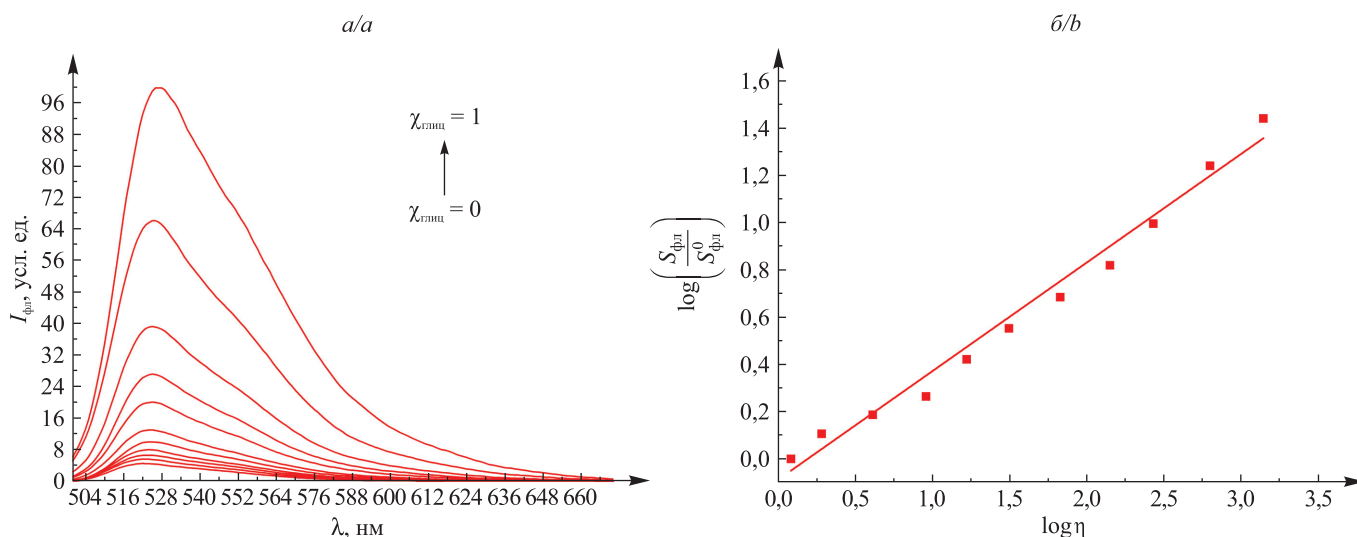 а/a
I фл, усл. ед.
96
88
80
72
64
56
48
40
32
24
16
8
0
χглиц = 1
χглиц = 0
504 516 528 540 552 564 576 588 600 612 624 636 648 660
λ, нм
б/b
log (Sфл / S0фл)
1,6
1,4
1,2
1,0
0,8
0,6
0,4
0,2
0,0
0,0 0,5 1,0 1,5 2,0 2,5 3,0 3,5
log η